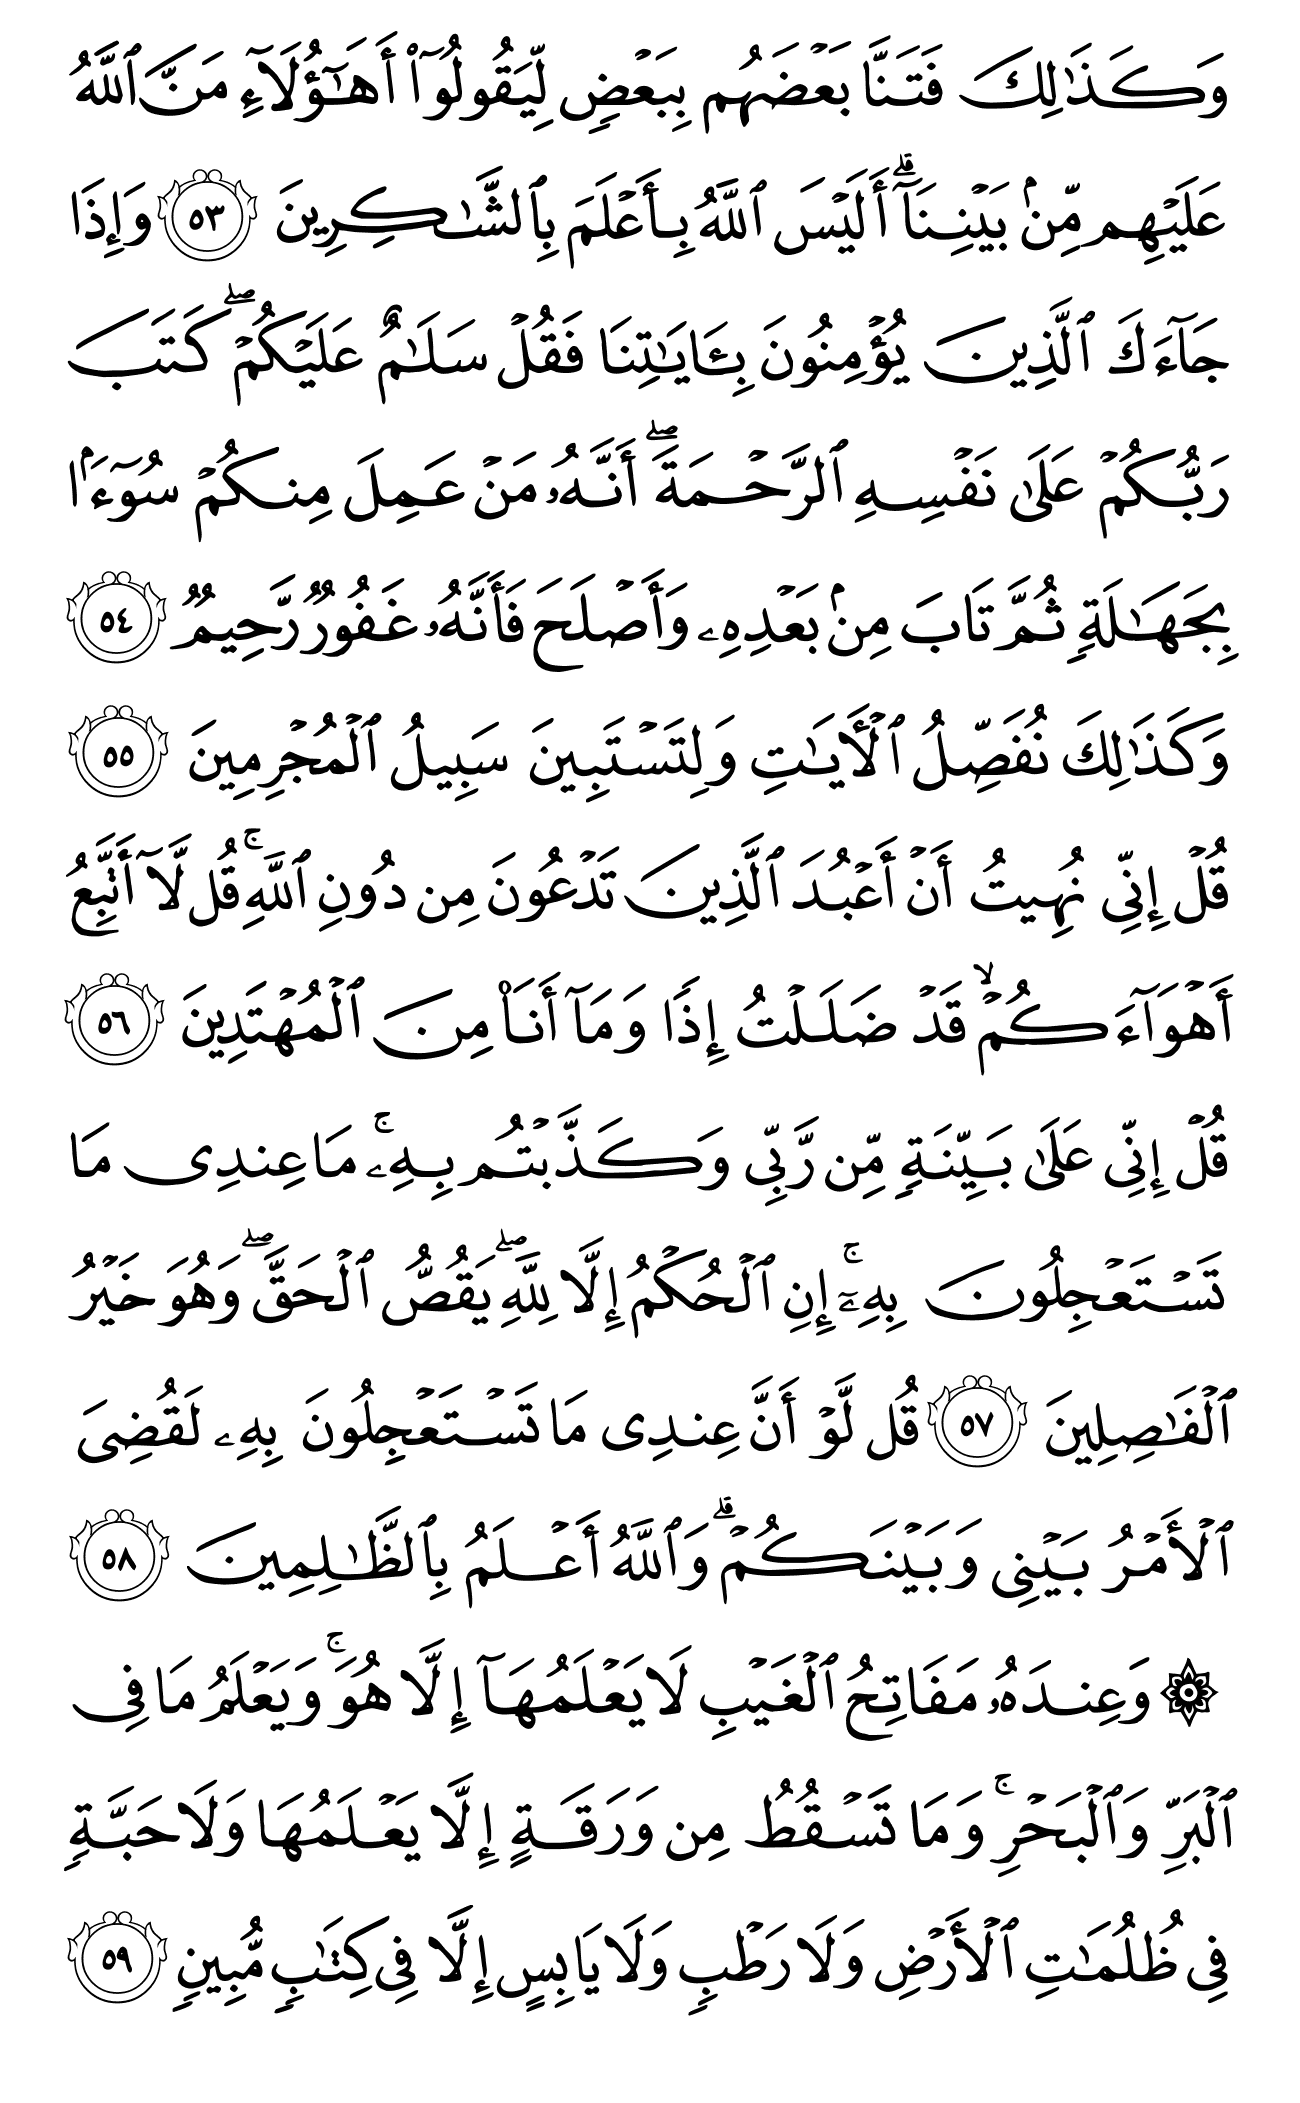 وَكَذَٰلِكَ فَتَنَّا بَعۡضَهُم بِبَعۡضٖ لِّيَقُولُوٓاْ أَهَٰٓؤُلَآءِ مَنَّ ٱللَّهُ
عَلَيۡهِم مِّنۢ بَيۡنِنَآۗ أَلَيۡسَ ٱللَّهُ بِأَعۡلَمَ بِٱلشَّٰكِرِينَ ٥٣ وَإِذَا
جَآءَكَ ٱلَّذِينَ يُؤۡمِنُونَ بِـَٔايَٰتِنَا فَقُلۡ سَلَٰمٌ عَلَيۡكُمۡۖ كَتَبَ
رَبُّكُمۡ عَلَىٰ نَفۡسِهِ ٱلرَّحۡمَةَۖ أَنَّهُۥ مَنۡ عَمِلَ مِنكُمۡ سُوٓءَۢا
بِجَهَٰلَةٖ ثُمَّ تَابَ مِنۢ بَعۡدِهِۦ وَأَصۡلَحَ فَأَنَّهُۥ غَفُورٞ رَّحِيمٞ ٥٤
وَكَذَٰلِكَ نُفَصِّلُ ٱلۡأٓيَٰتِ وَلِتَسۡتَبِينَ سَبِيلُ ٱلۡمُجۡرِمِينَ ٥٥
قُلۡ إِنِّي نُهِيتُ أَنۡ أَعۡبُدَ ٱلَّذِينَ تَدۡعُونَ مِن دُونِ ٱللَّهِۚ قُل لَّآ أَتَّبِعُ
أَهۡوَآءَكُمۡۙ قَدۡ ضَلَلۡتُ إِذٗا وَمَآ أَنَا۠ مِنَ ٱلۡمُهۡتَدِينَ ٥٦
قُلۡ إِنِّي عَلَىٰ بَيِّنَةٖ مِّن رَّبِّي وَكَذَّبۡتُم بِهِۦۚ مَا عِندِي مَا
تَسۡتَعۡجِلُونَ بِهِۦٓۚ إِنِ ٱلۡحُكۡمُ إِلَّا لِلَّهِۖ يَقُصُّ ٱلۡحَقَّۖ وَهُوَ خَيۡرُ
ٱلۡفَٰصِلِينَ ٥٧ قُل لَّوۡ أَنَّ عِندِي مَا تَسۡتَعۡجِلُونَ بِهِۦ لَقُضِيَ
ٱلۡأَمۡرُ بَيۡنِي وَبَيۡنَكُمۡۗ وَٱللَّهُ أَعۡلَمُ بِٱلظَّٰلِمِينَ ٥٨
۞ وَعِندَهُۥ مَفَاتِحُ ٱلۡغَيۡبِ لَا يَعۡلَمُهَآ إِلَّا هُوَۚ وَيَعۡلَمُ مَا فِي
ٱلۡبَرِّ وَٱلۡبَحۡرِۚ وَمَا تَسۡقُطُ مِن وَرَقَةٍ إِلَّا يَعۡلَمُهَا وَلَا حَبَّةٖ
فِي ظُلُمَٰتِ ٱلۡأَرۡضِ وَلَا رَطۡبٖ وَلَا يَابِسٍ إِلَّا فِي كِتَٰبٖ مُّبِينٖ ٥٩